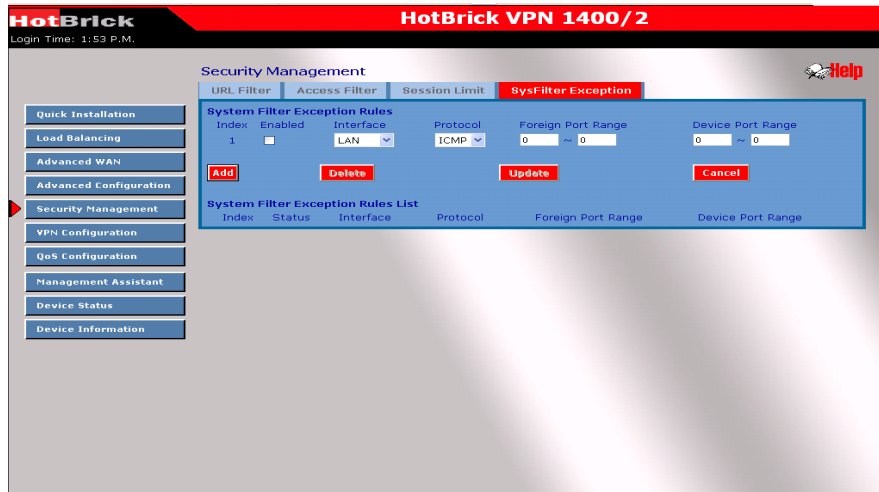 HotBrick
HotBrick VPN 1400/2
Login Time: 1:53 P.M.
Security Management
Help
URL Filter Access Filter Session Limit SysFilter Exception
Quick Installation
Load Balancing
Advanced WAN
Advanced Configuration
Security Management
VPN Configuration
QoS Configuration
Management Assistant
Device Status
Device Information
System Filter Exception Rules
Index Enabled Interface Protocol Foreign Port Range Device Port Range
1 LAN ICMP 0 ~ 0 0 ~ 0
Add Delete Update Cancel
System Filter Exception Rules List
Index Status Interface Protocol Foreign Port Range Device Port Range